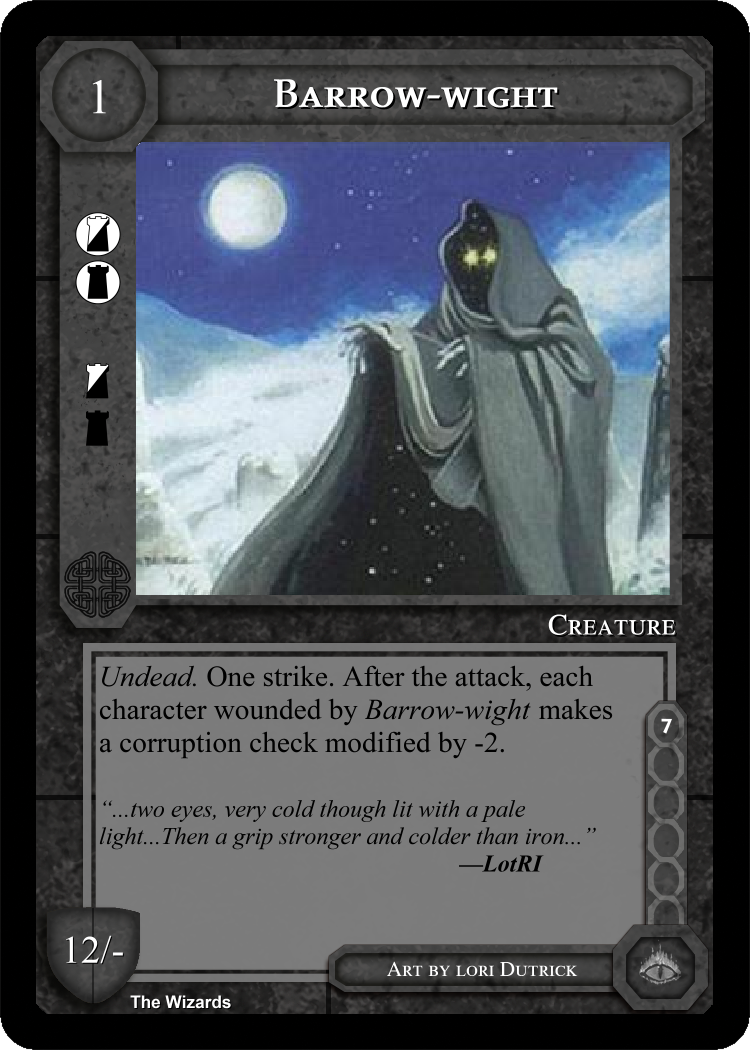 1
Barrow-wight
Creature
Undead. One strike. After the attack, each
character wounded by Barrow-wight makes
a corruption check modified by -2.
7
“...two eyes, very cold though lit with a pale
light...Then a grip stronger and colder than iron...”
—LotRI
12/-
Art by lori Dutrick
The Wizards